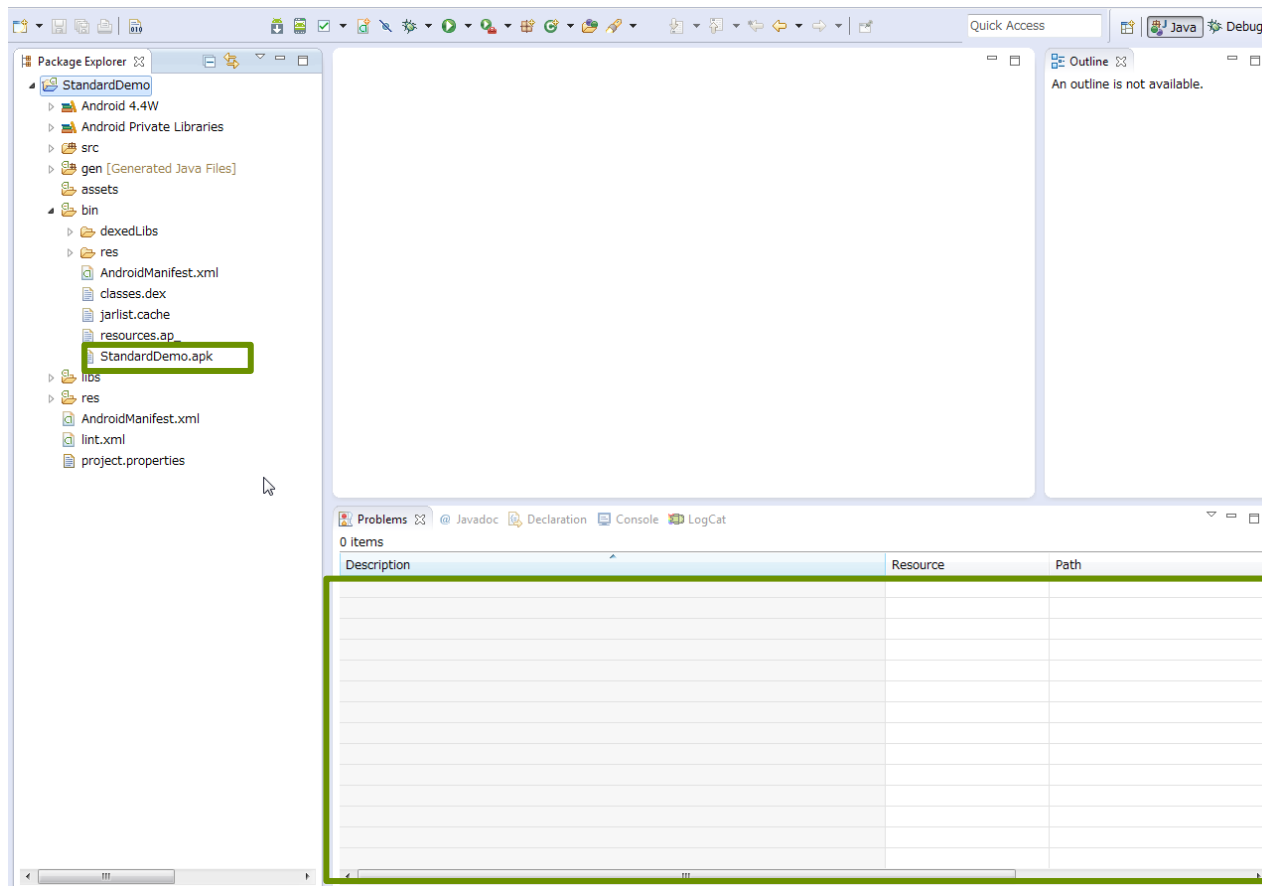 Quick Access
Java
Debug
Package Explorer
StandardDemo
Android 4.4W
Android Private Libraries
src
gen [Generated Java Files]
assets
bin
dexedLibs
res
AndroidManifest.xml
classes.dex
jarlist.cache
resources.ap_
StandardDemo.apk
libs
res
AndroidManifest.xml
lint.xml
project.properties
Outline
An outline is not available.
Problems @ Javadoc Declaration Console LogCat
0 items
Description Resource Path